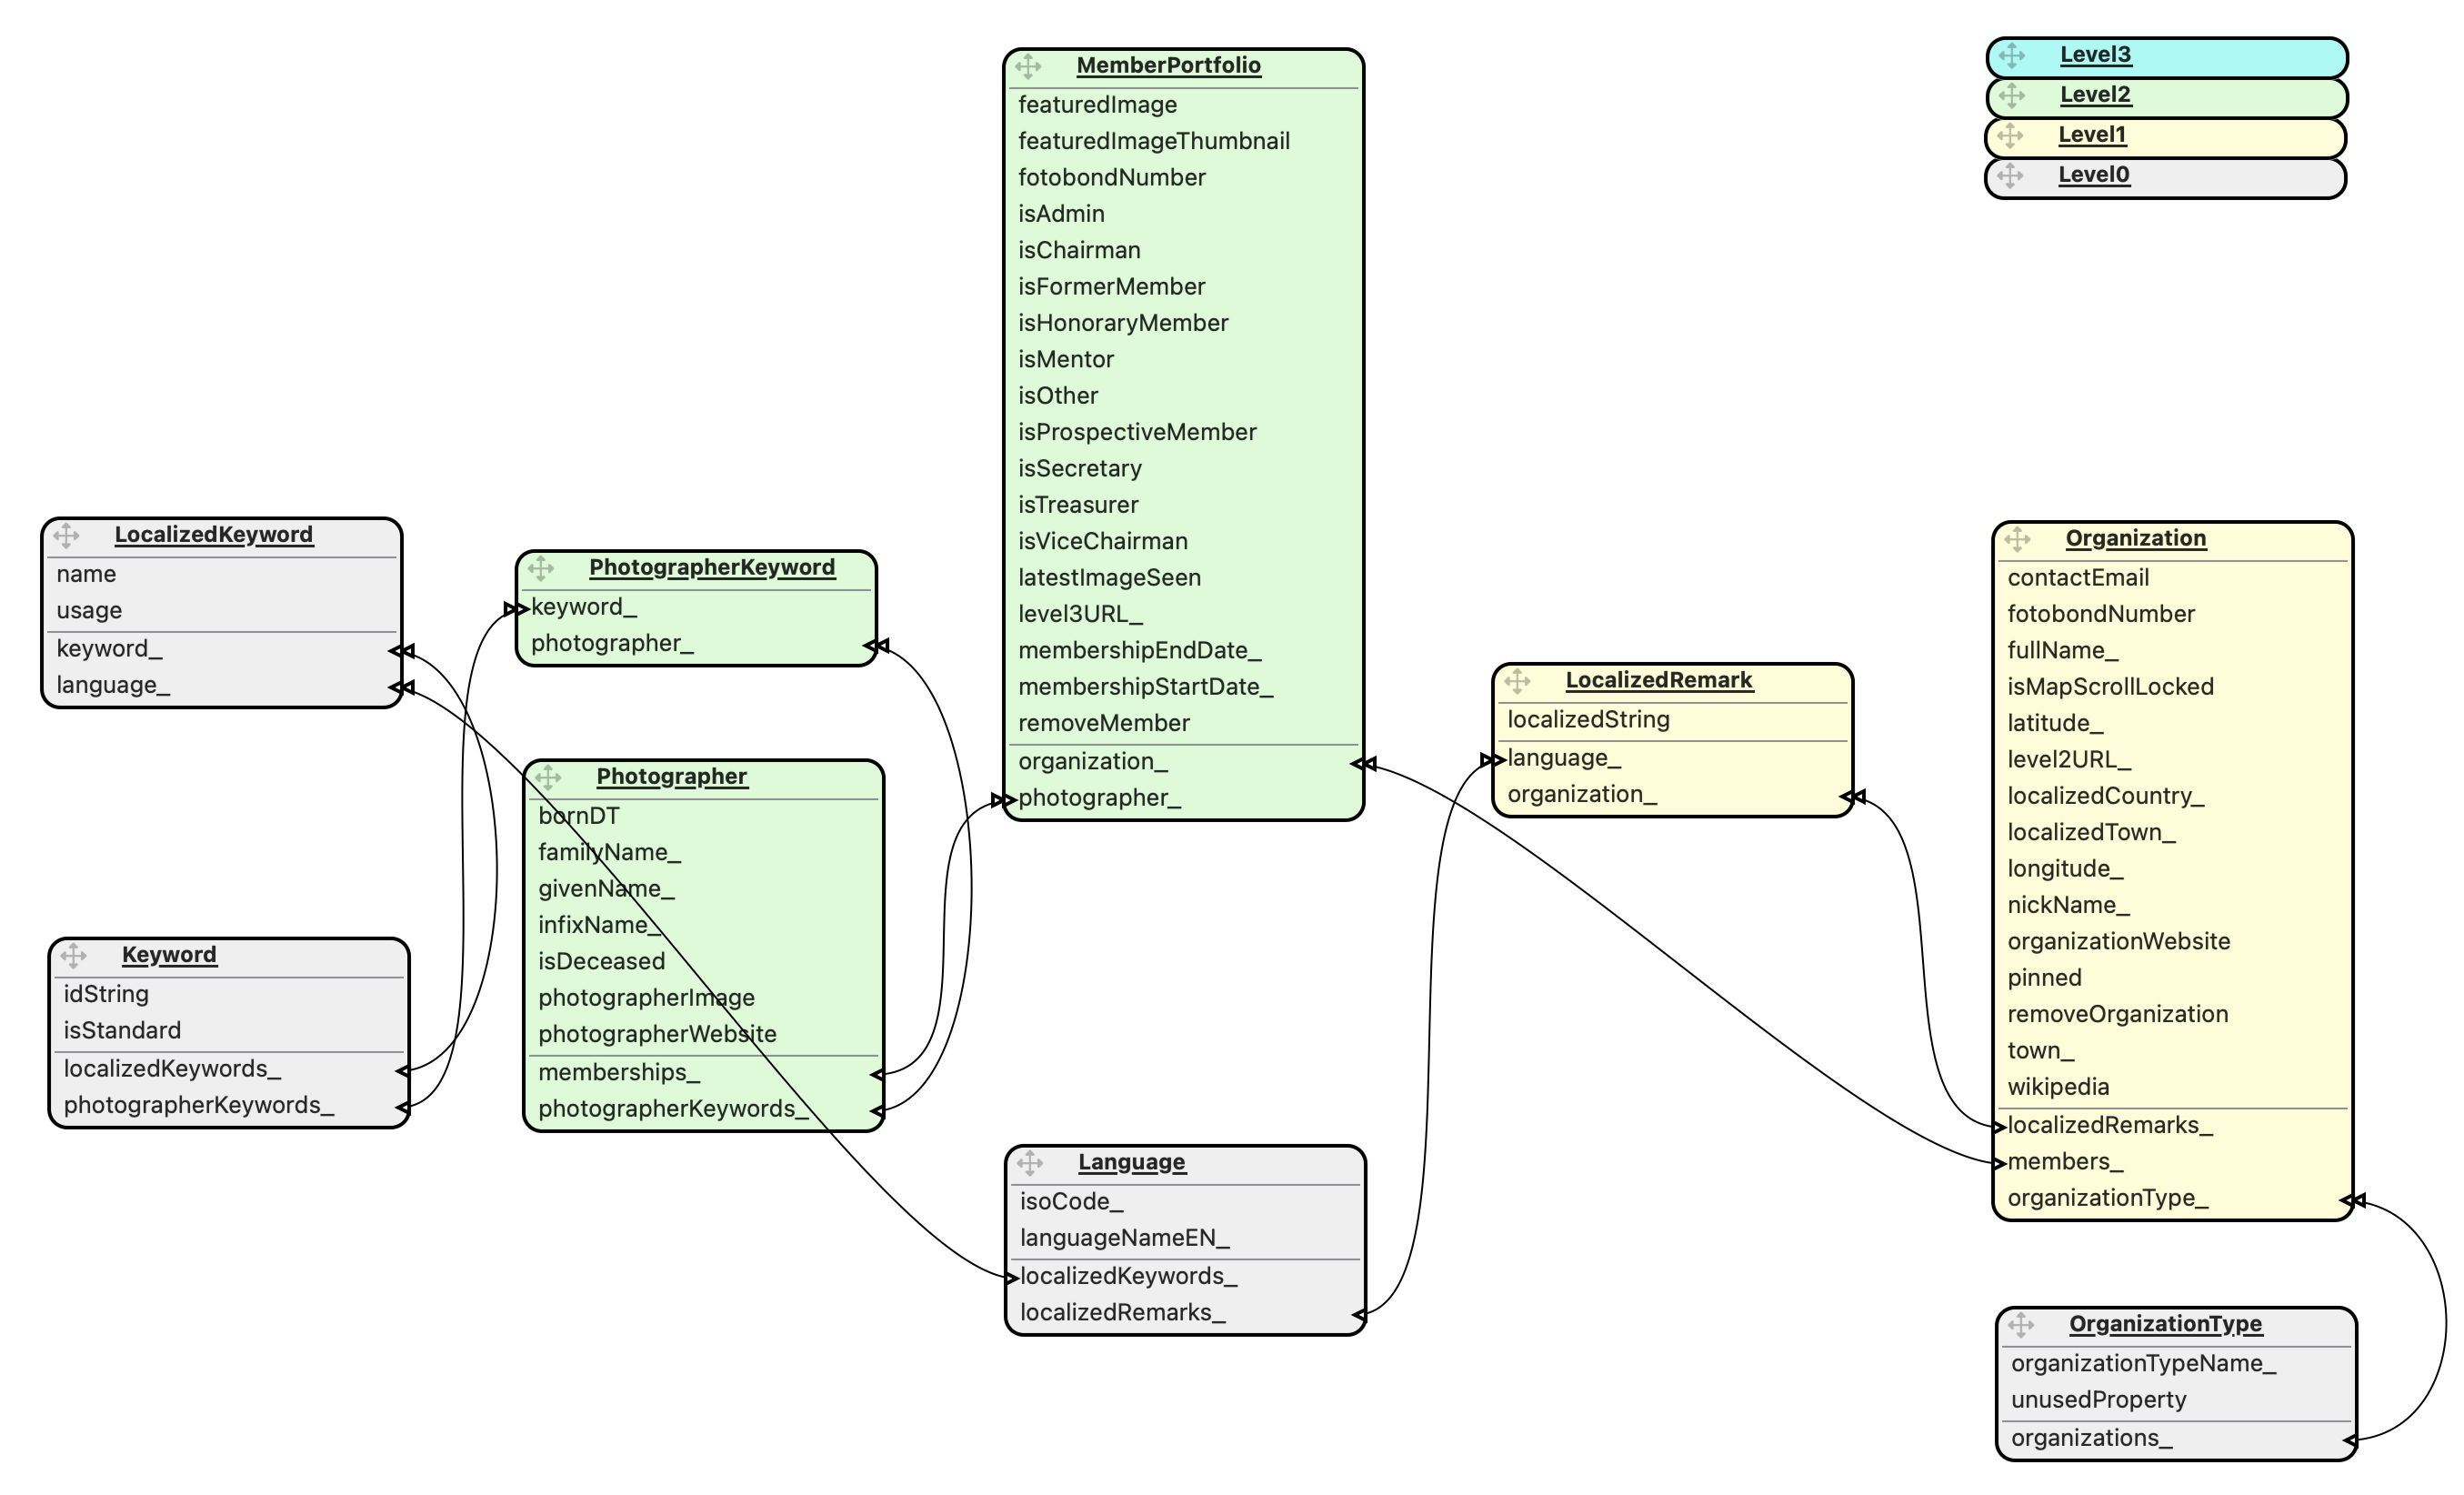 MemberPortfolio
featuredImage
featuredImageThumbnail
fotobondNumber
isAdmin
isChairman
isFormerMember
isHonoraryMember
isMentor
isOther
isProspectiveMember
isSecretary
isTreasurer
isViceChairman
latestImageSeen
level3URL_
membershipEndDate_
membershipStartDate_
removeMember
organization_
photographer_
Level3
Level2
Level1
Level0
LocalizedKeyword
name
usage
keyword_
language_
PhotographerKeyword
keyword_
photographer_
Photographer
bornDT
familyName_
givenName_
infixName_
isDeceased
photographerImage
photographerWebsite
memberships_
photographerKeywords_
Keyword
idString
isStandard
localizedKeywords_
photographerKeywords_
Language
isoCode_
languageNameEN_
localizedKeywords_
localizedRemarks_
LocalizedRemark
localizedString
language_
organization_
Organization
contactEmail
fotobondNumber
fullName_
isMapScrollLocked
latitude_
level2URL_
localizedCountry_
localizedTown_
longitude_
nickName_
organizationWebsite
pinned
removeOrganization
town_
wikipedia
localizedRemarks_
members_
organizationType_
OrganizationType
organizationTypeName_
unusedProperty
organizations_